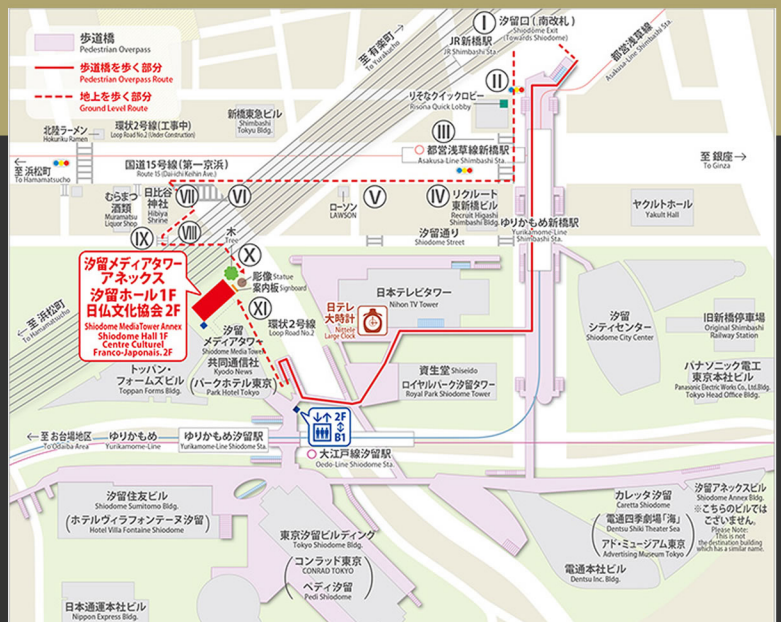 歩道橋
Pedestrian Overpass
歩道橋を歩く部分
Pedestrian Overpass Route
地上を歩く部分
Ground Level Route
至 有楽町
To Yurakucho
Ⅰ
汐留口（南改札）
Shiodome Exit
(Towards Shiodome)
JR新橋駅
JR Shimbashi Sta.
都営浅草線
Asakusa-Line Shimbashi Sta.
Ⅱ
りそなクイックロビー
Risona Quick Lobby
北陸ラーメン
Hokuriku Ramen
環状2号線(工事中)
Loop Road No.2 (Under Construction)
新橋東急ビル
Shimbashi
Tokyu Bldg.
Ⅲ
都営浅草線新橋駅
Asakusa-Line Shimbashi Sta.
至 浜松町
To Hamamatsucho
国道15号線（第一京浜）
Route 15 (Dai-ichi Keihin Ave.)
至 銀座
To Ginza
むらまつ
酒類
Muramatsu
Liquor Shop
日比谷
神社
Hibiya
Shrine
Ⅶ
Ⅵ
ローソン
LAWSON
Ⅴ
Ⅳ
リクルート
東新橋ビル
Recruit Higashi
Shimbashi Bldg.
ゆりかもめ新橋駅
Yurikamome-Line
Shimbashi Sta.
ヤクルトホール
Yakult Hall
Ⅸ
Ⅷ
木
Tree
汐留通り
Shiodome Street
Ⅹ
汐留メディアタワー
アネックス
汐留ホール1F
日仏文化協会 2F
Shiodome MediaTower Annex
Shiodome Hall 1F
Centre Culturel
Franco-Japonais. 2F
彫像 Statue
案内板 Signboard
Ⅺ
日本テレビタワー
Nihon TV Tower
日テレ
大時計
Nittele
Large Clock
汐留
シティセンター
Shiodome City Center
旧新橋停車場
Original Shimbashi
Railway Station
至 浜松町
To Hamamatsucho
環状2号線
Loop Road No.2
汐留
メディアタワー
Shiodome Media Tower
共同通信社
Kyodo News
(パークホテル東京)
Park Hotel Tokyo
トッパン・
フォームズビル
Toppan Forms Bldg.
資生堂 Shiseido
ロイヤルパーク汐留タワー
Royal Park Shiodome Tower
パナソニック電工
東京本社ビル
Panasonic Electric Works Co., Ltd.Bldg.
Tokyo Head Office Bldg.
2F
B1
至 お台場地区
To Odaiba Area
ゆりかもめ
Yurikamome-Line
ゆりかもめ汐留駅
Yurikamome-Line Shiodome Sta.
大江戸線汐留駅
Oedo-Line Shiodome Sta.
汐留住友ビル
Shiodome Sumitomo Bldg.
(ホテルヴィラフォンテーヌ汐留)
Hotel Villa Fontaine Shiodome
東京汐留ビルディング
Tokyo Shiodome Bldg.
コンラッド東京
CONRAD TOKYO
ペディ汐留
Pedi Shiodome
カレッタ汐留
Caretta Shiodome
電通四季劇場「海」
Dentsu Shiki Theater Sea
アド・ミュージアム東京
Advertising Museum Tokyo
電通本社ビル
Dentsu Inc. Bldg.
汐留アネックスビル
Shiodome Annex Bldg.
※こちらのビルでは
ございません。
Please Note:
This is not
the destination building
which has a similar name.
日本通運本社ビル
Nippon Express Bldg.